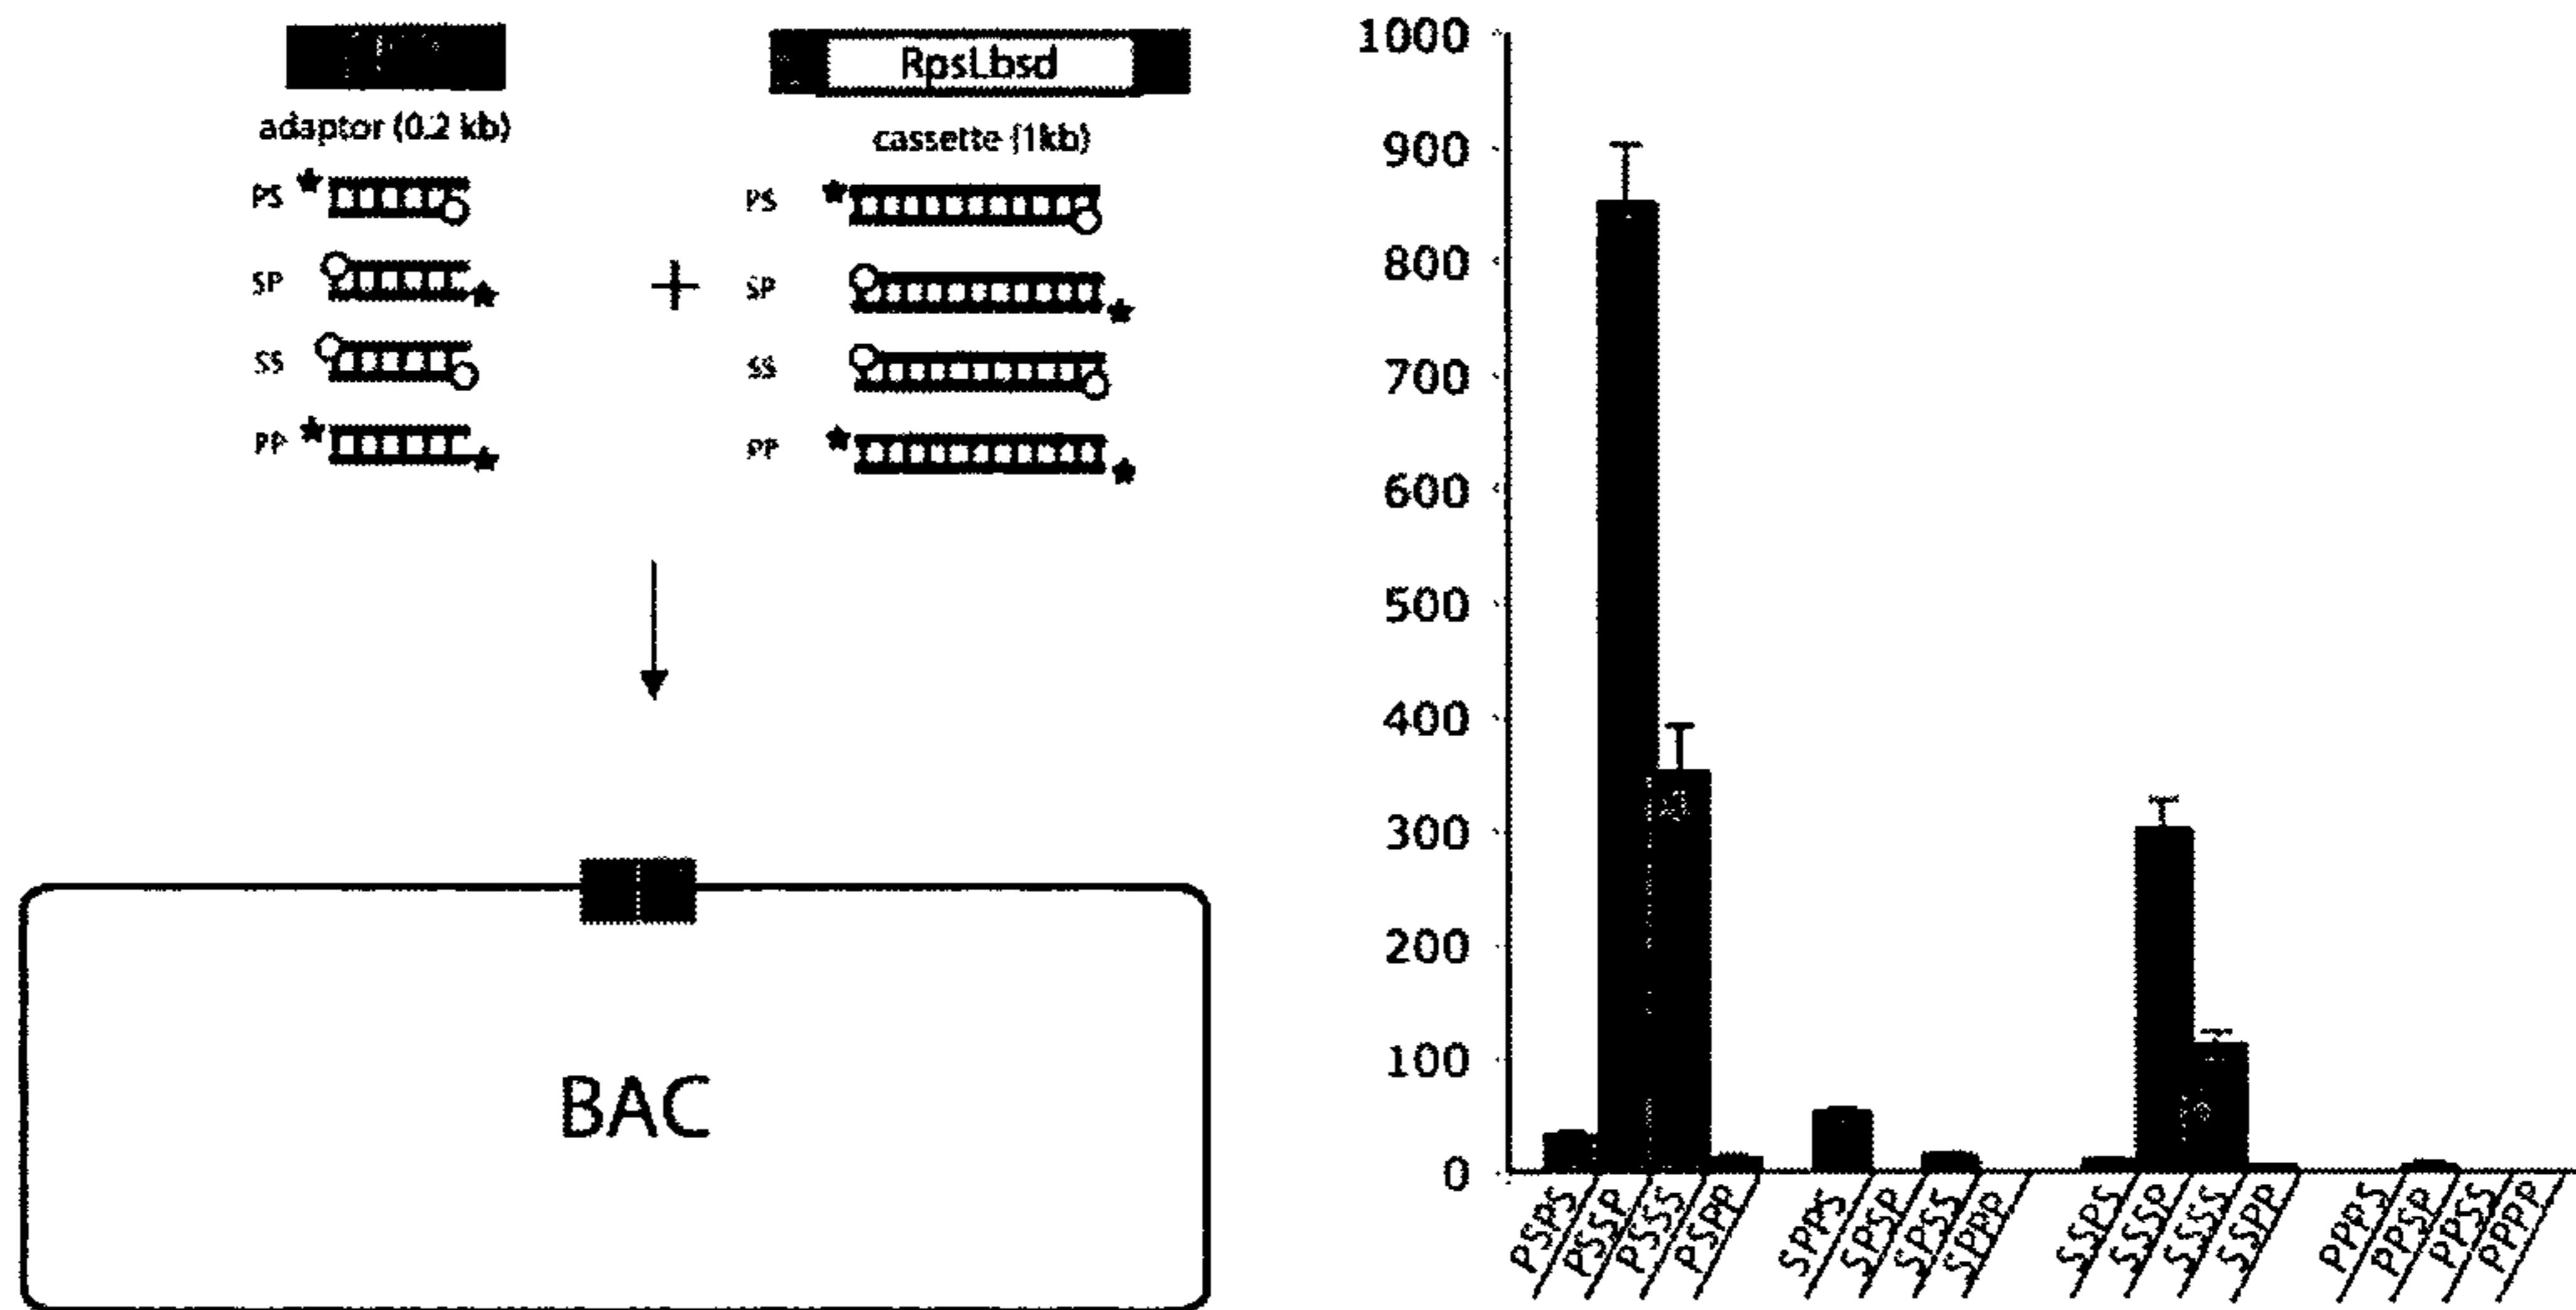 RpsLbsd
adaptor (0.2 kb)
cassette (1kb)
PS
PS
SP
+
SP
SS
SS
PP
PP
BAC
1000
900
800
700
600
500
400
300
200
100
0
PSPS
PSSP
PSSS
PSPP
SPPS
SPSP
SPSS
SPPP
SSPS
SSSP
SSSS
SSPP
PPPS
PPSP
PPSS
PPPP